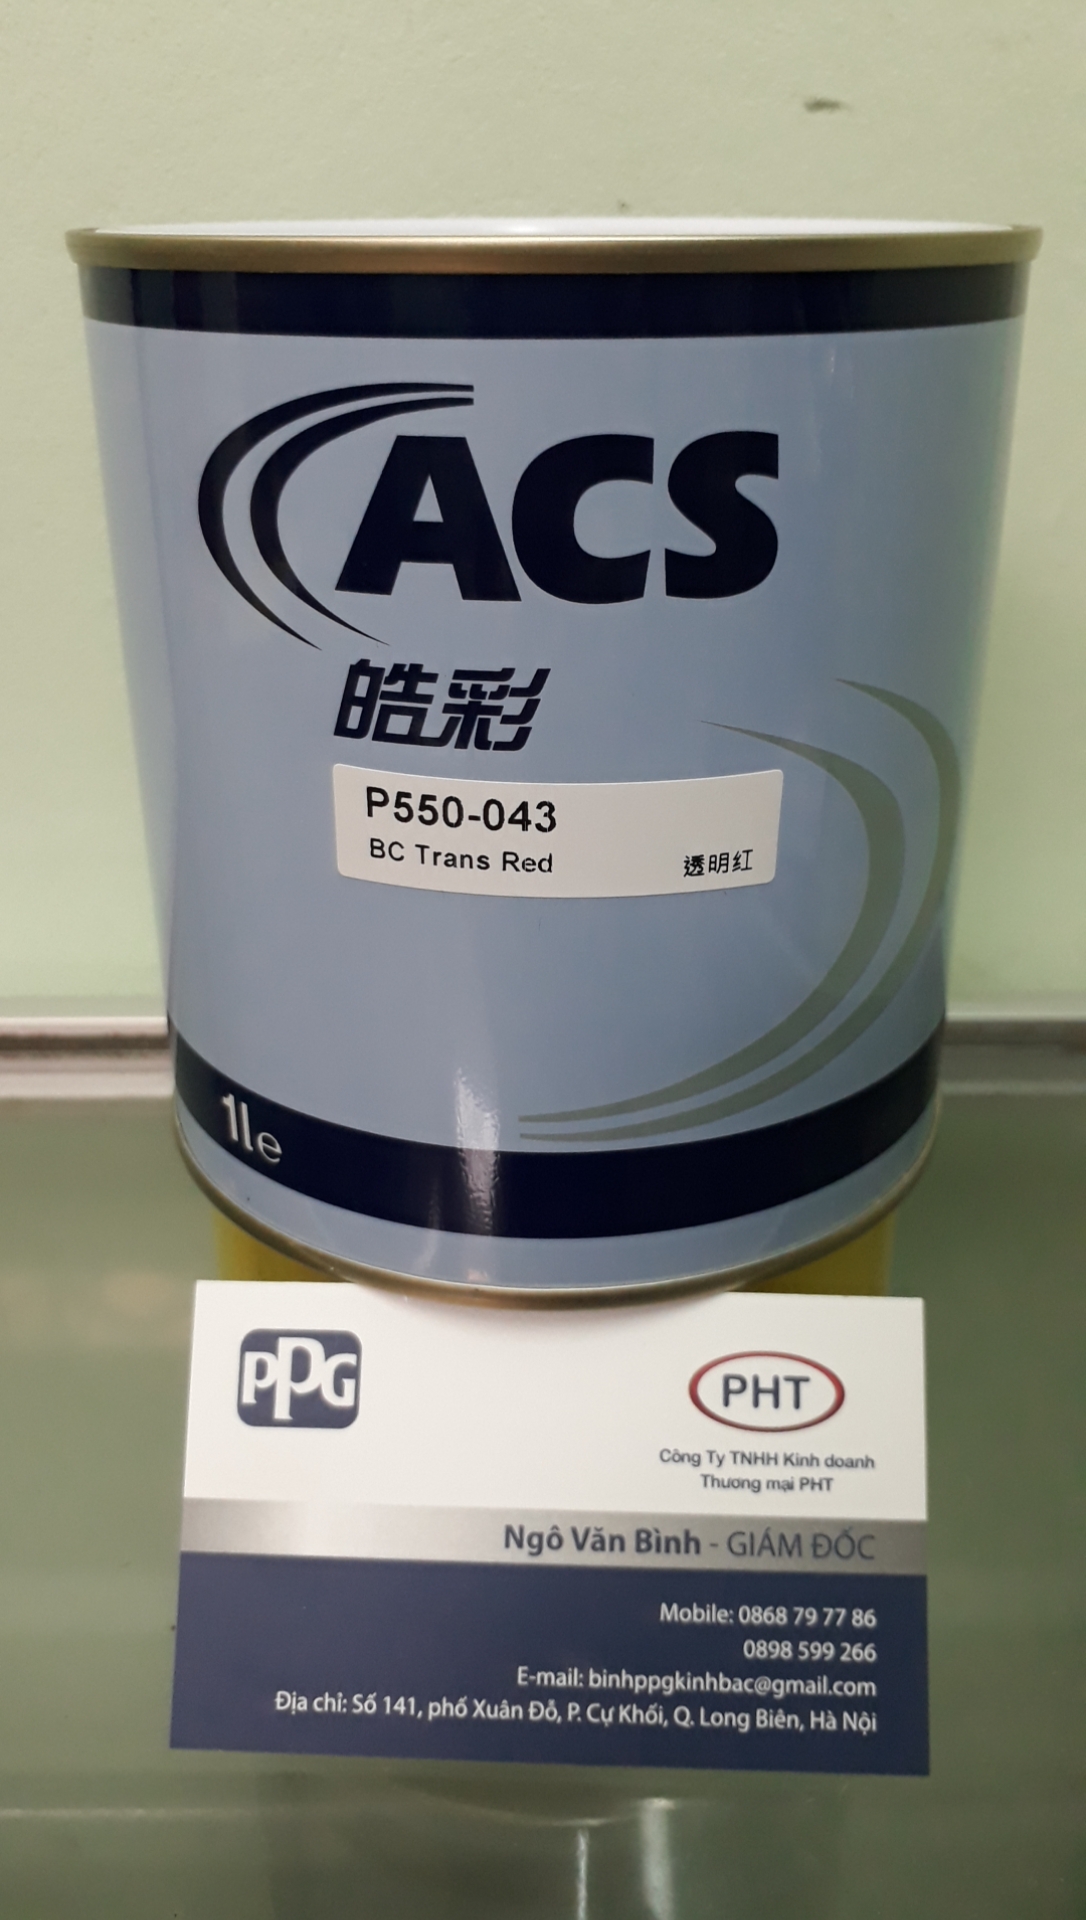 ACS
皓彩
P550-043
BC Trans Red 透明红
1le
PPG
PHT
Công Ty TNHH Kinh doanh
Thương mại PHT
Ngô Văn Bình - GIÁM ĐỐC
Mobile: 0868 79 77 86
0898 599 266
E-mail: binhppgkinhbac@gmail.com
Địa chỉ: Số 141, phố Xuân Đỗ, P. Cự Khối, Q. Long Biên, Hà Nội